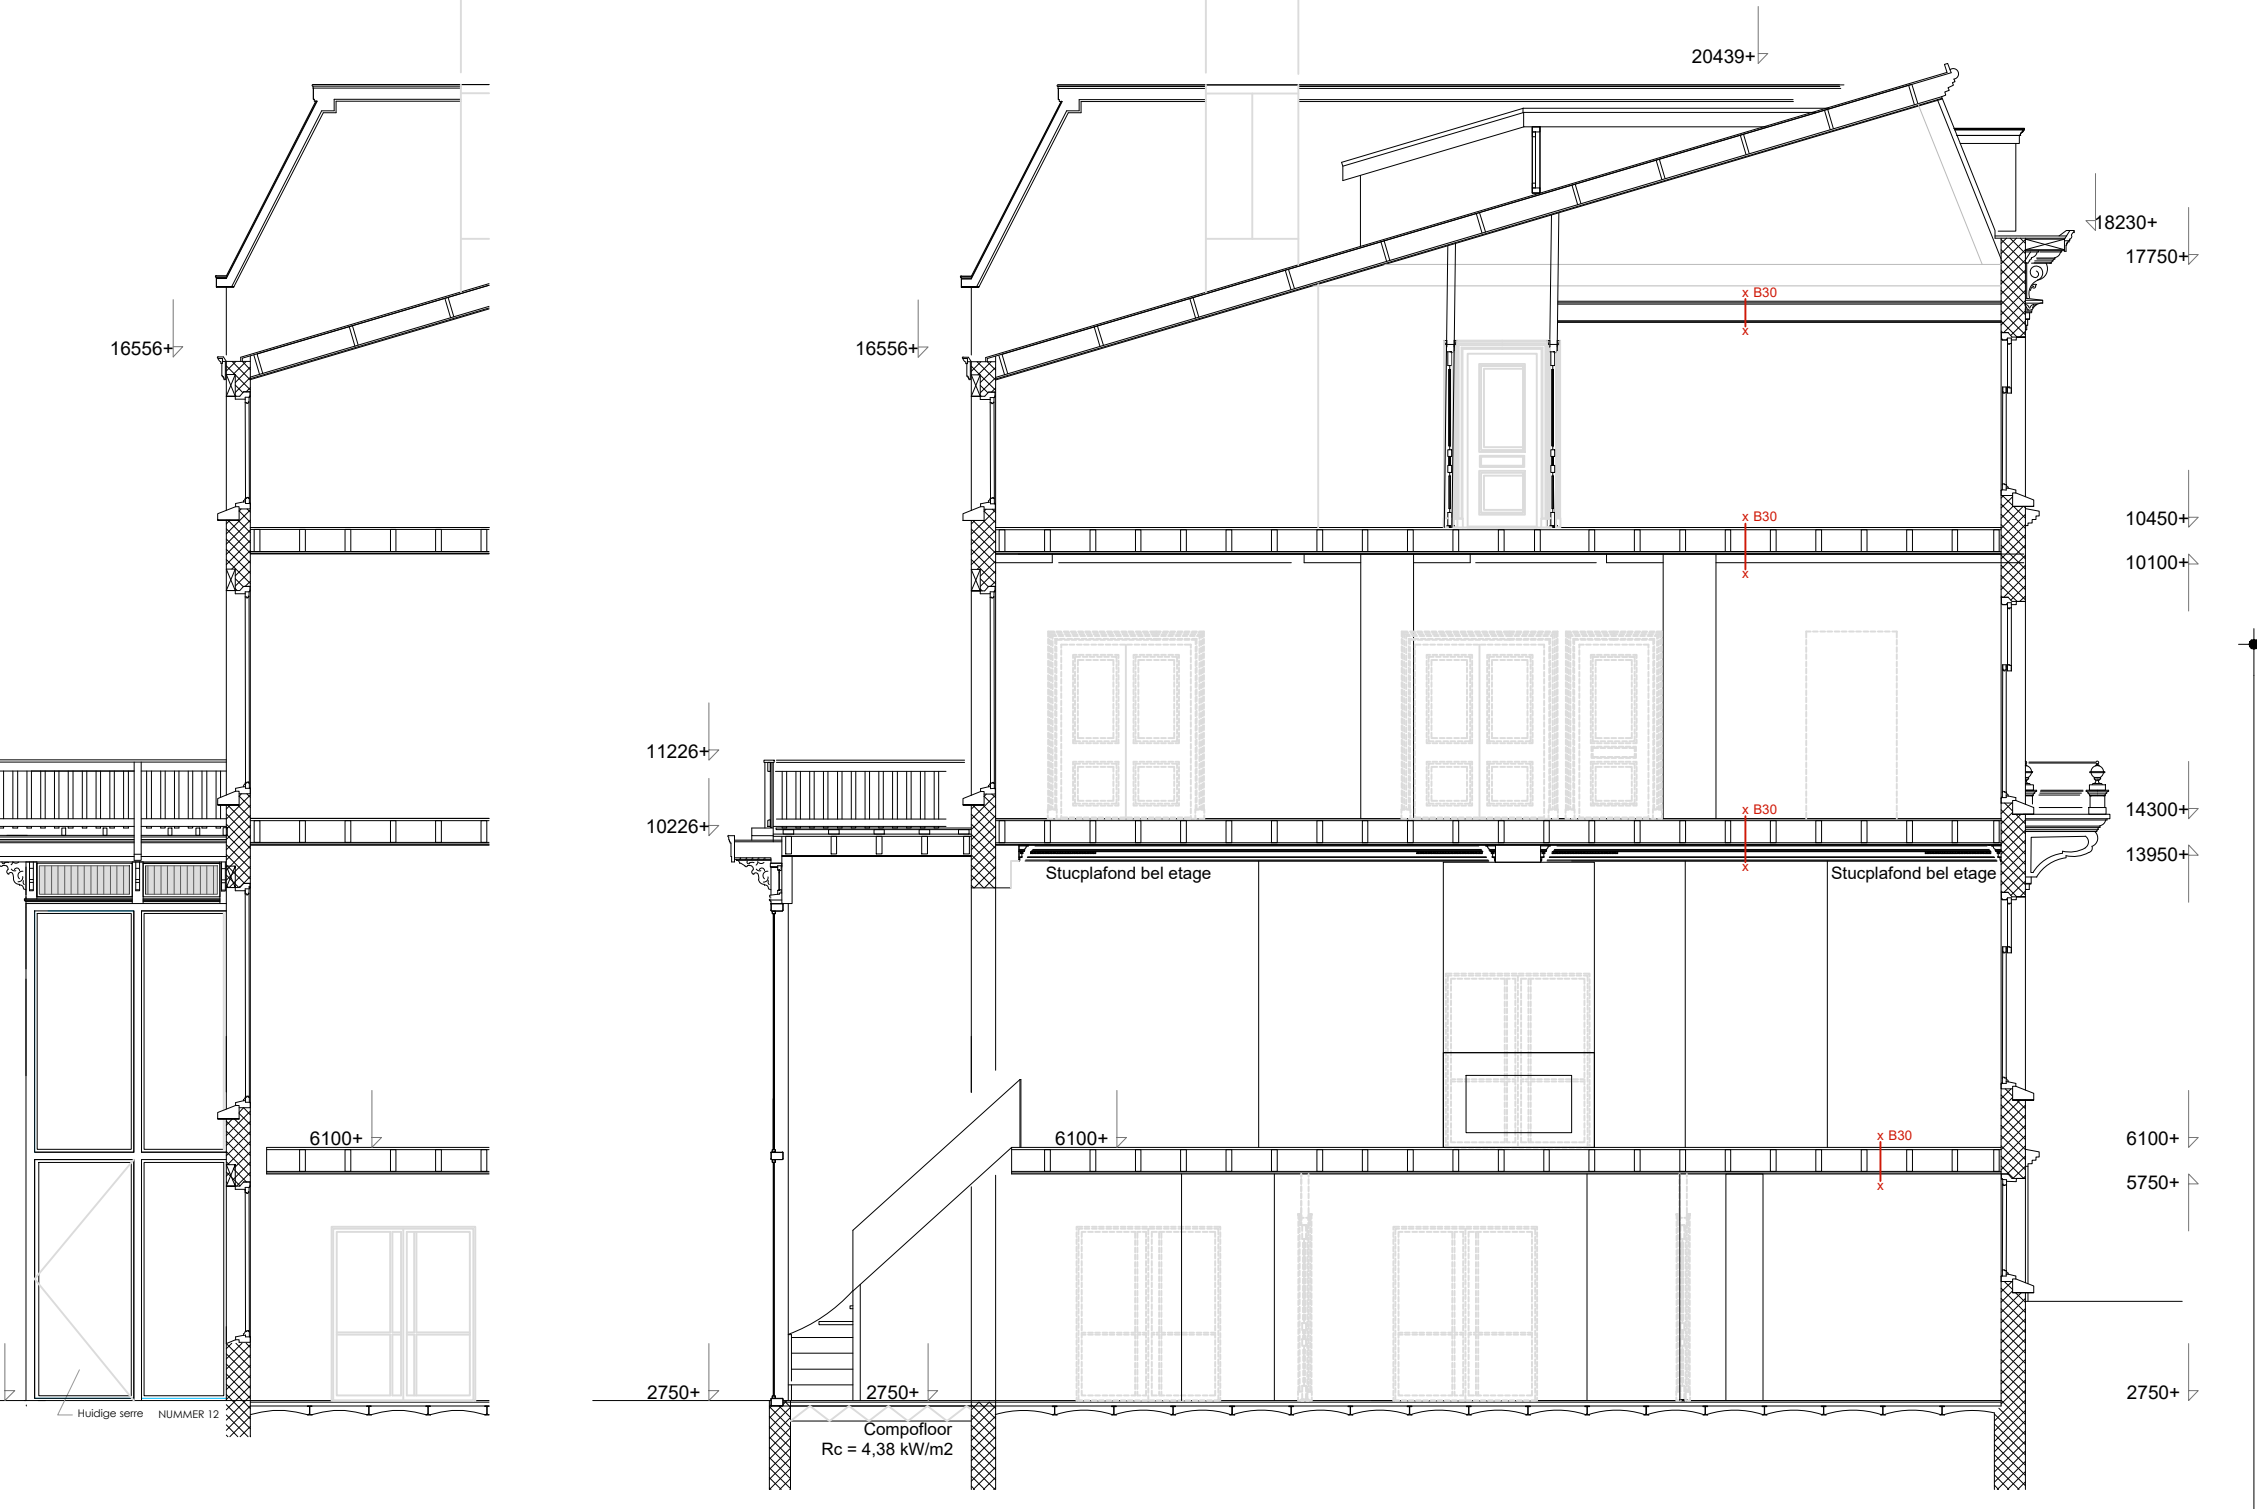 20439+
18230+
17750+
x B30
x
16556+
16556+
x B30
10450+
10100+
x
11226+
10226+
x B30
14300+
13950+
x
Stucplafond bel etage
Stucplafond bel etage
6100+
6100+
x B30
6100+
5750+
x
2750+
2750+
2750+
Huidige serre
NUMMER 12
Compofloor
Rc = 4,38 kW/m2